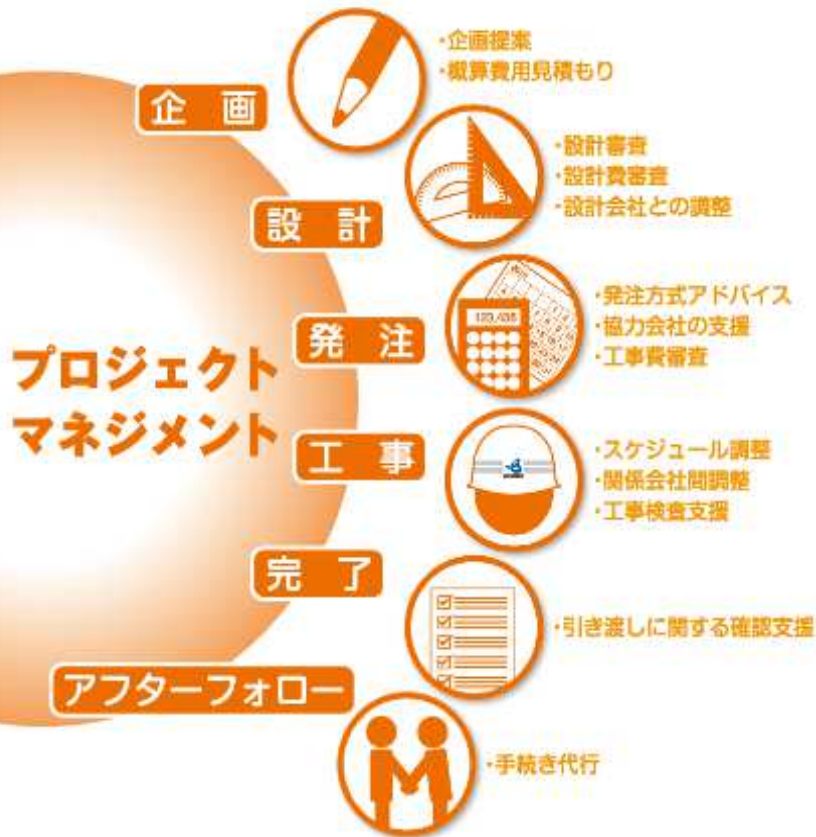 企画
・企画提案
・概算費用見積もり
設計
・設計審査
・設計費審査
・設計会社との調整
プロジェクト
マネジメント
発注
・発注方式アドバイス
・協力会社の支援
・工事費審査
工事
・スケジュール調整
・関係会社間調整
・工事検査支援
完了
・引き渡しに関する確認支援
アフターフォロー
・手続き代行